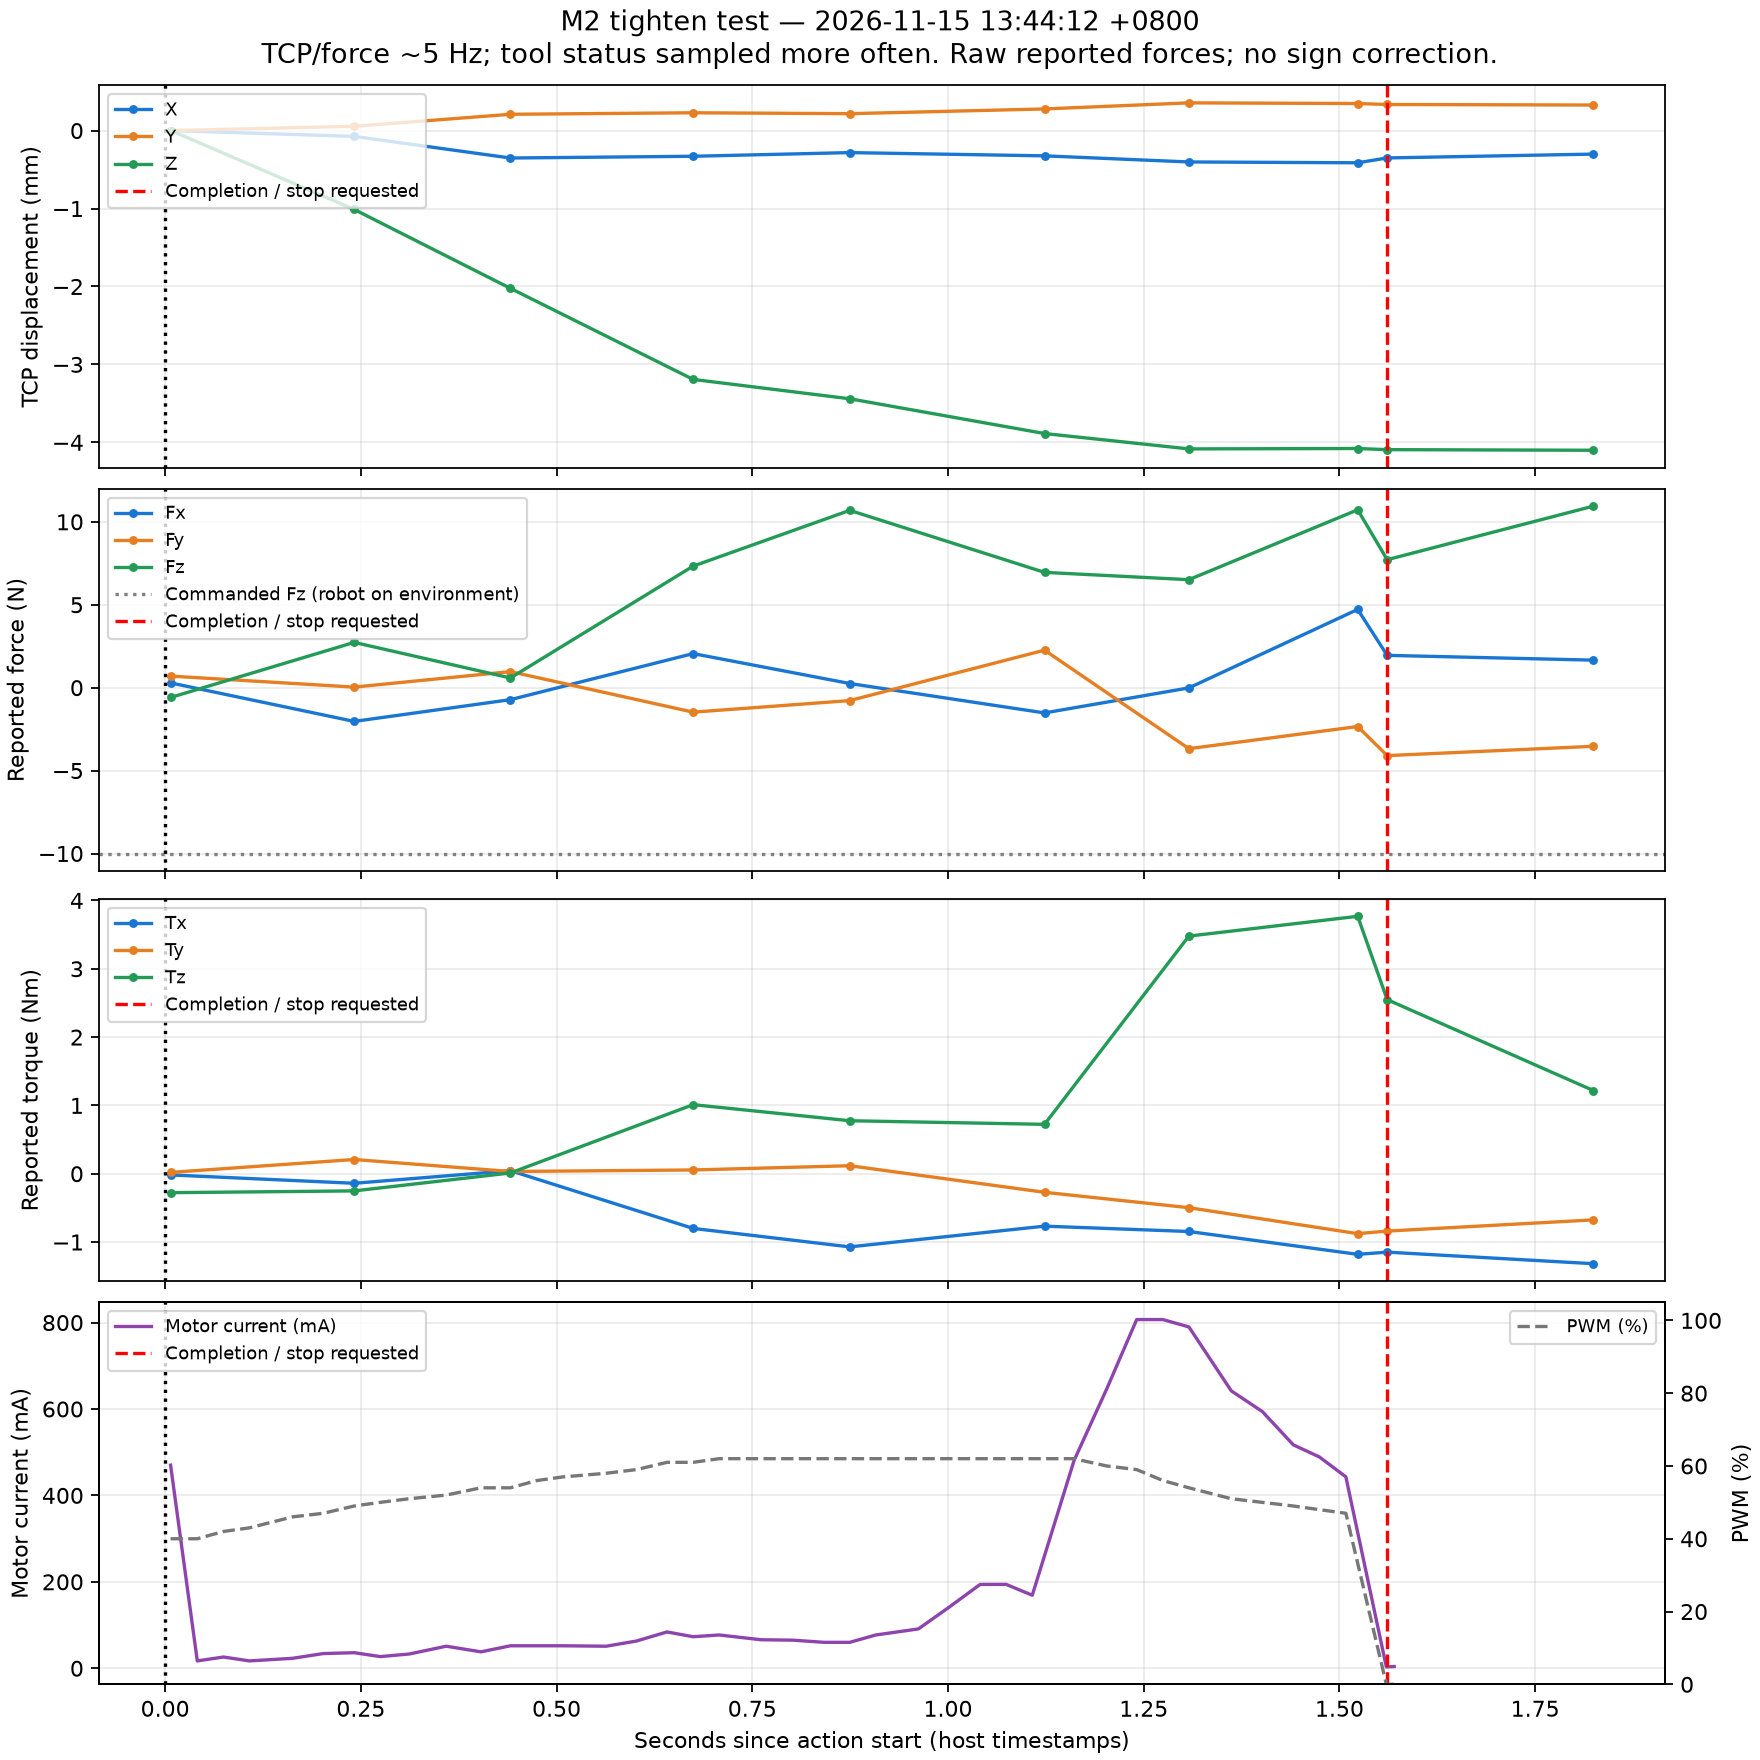 M2 tighten test — 2026-11-15 13:44:12 +0800
TCP/force ~5 Hz; tool status sampled more often. Raw reported forces; no sign correction.
TCP displacement (mm)
0
−1
−2
−3
−4
X
Y
Z
Completion / stop requested
Reported force (N)
10
5
0
−5
−10
Fx
Fy
Fz
Commanded Fz (robot on environment)
Completion / stop requested
Reported torque (Nm)
4
3
2
1
0
−1
Tx
Ty
Tz
Completion / stop requested
Motor current (mA)
800
600
400
200
0
Motor current (mA)
Completion / stop requested
PWM (%)
100
80
60
40
20
0
PWM (%)
0.00 0.25 0.50 0.75 1.00 1.25 1.50 1.75
Seconds since action start (host timestamps)